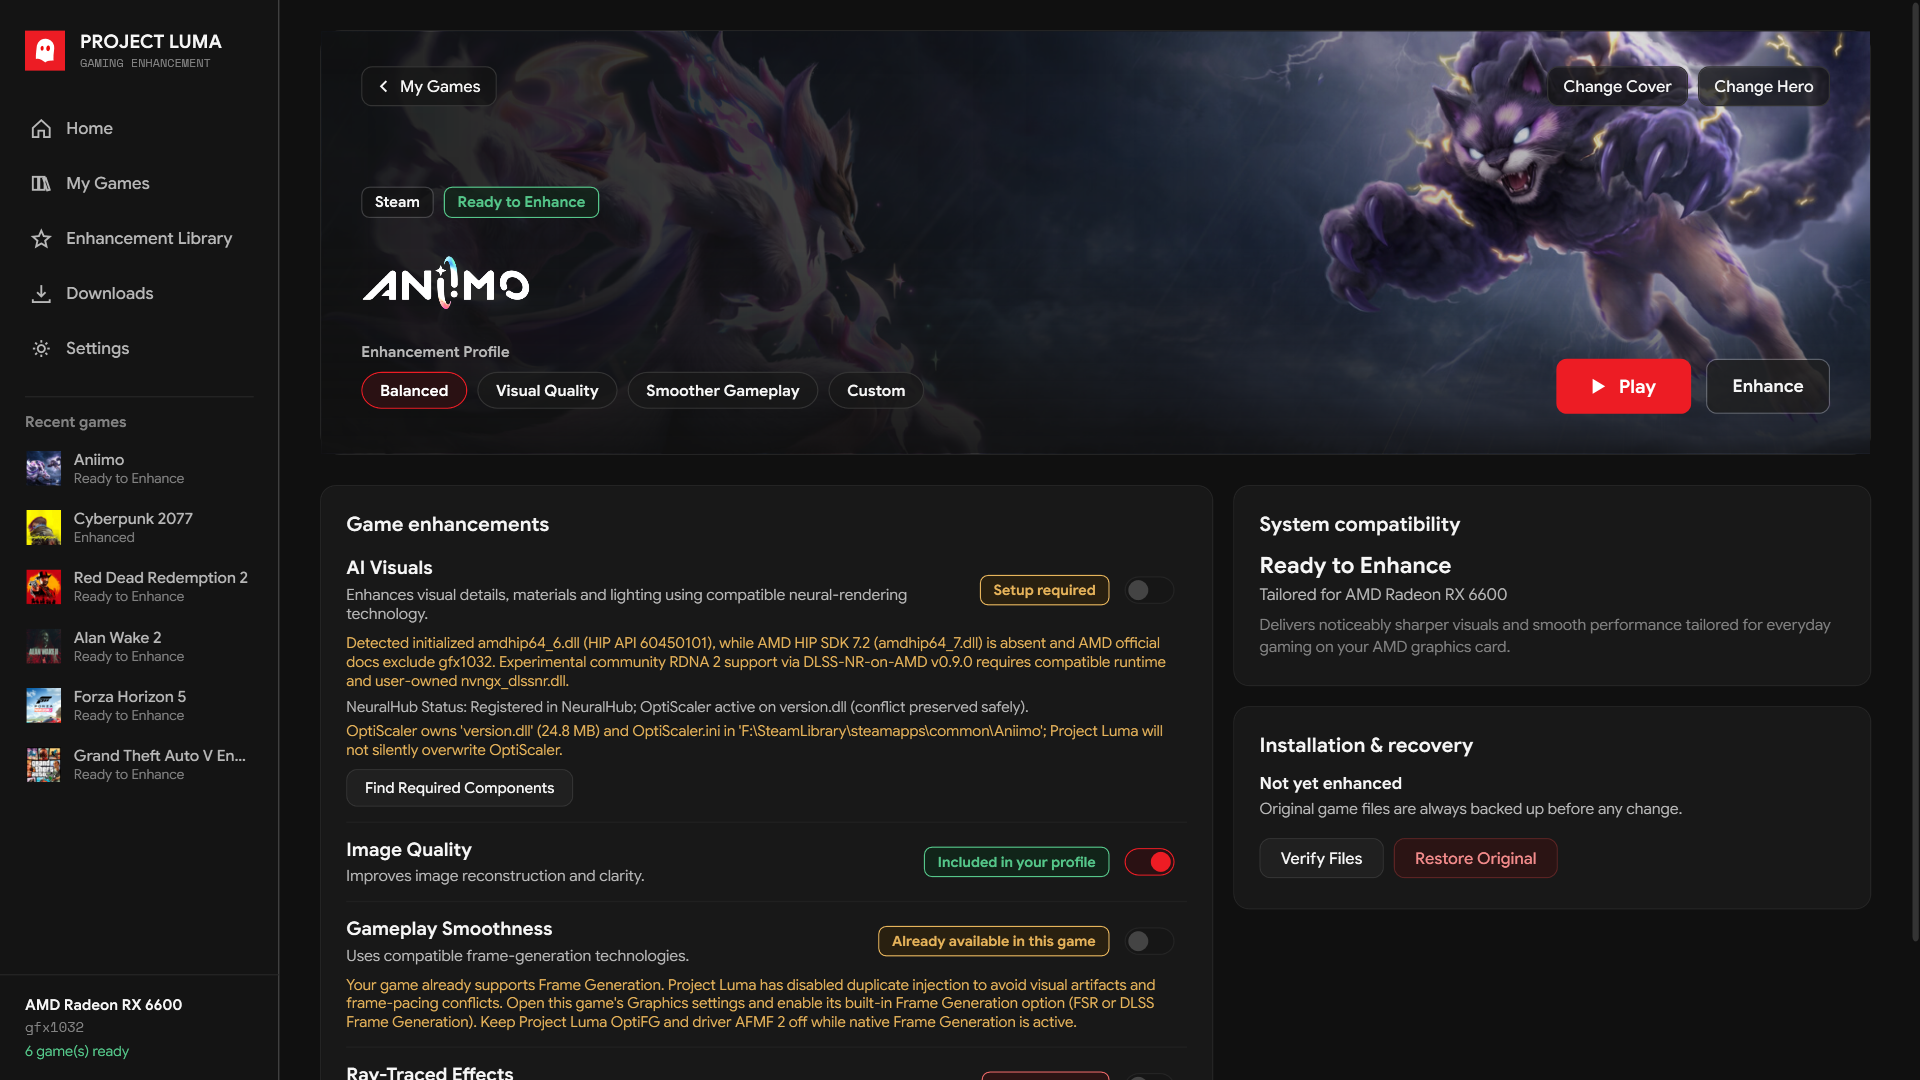 PROJECT LUMA
GAMING ENHANCEMENT
Home
My Games
Enhancement Library
Downloads
Settings
Recent games
Aniimo
Ready to Enhance
Cyberpunk 2077
Enhanced
Red Dead Redemption 2
Ready to Enhance
Alan Wake 2
Ready to Enhance
Forza Horizon 5
Ready to Enhance
Grand Theft Auto V En...
Ready to Enhance
AMD Radeon RX 6600
gfx1032
6 game(s) ready
My Games
Change Cover
Change Hero
Steam
Ready to Enhance
ANIIMO
Enhancement Profile
Balanced
Visual Quality
Smoother Gameplay
Custom
Play
Enhance
Game enhancements
AI Visuals
Enhances visual details, materials and lighting using compatible neural-rendering
technology.
Setup required
Detected initialized amdhip64_6.dll (HIP API 60450101), while AMD HIP SDK 7.2 (amdhip64_7.dll) is absent and AMD official
docs exclude gfx1032. Experimental community RDNA 2 support via DLSS-NR-on-AMD v0.9.0 requires compatible runtime
and user-owned nvngx_dlssnr.dll.
NeuralHub Status: Registered in NeuralHub; OptiScaler active on version.dll (conflict preserved safely).
OptiScaler owns 'version.dll' (24.8 MB) and OptiScaler.ini in 'F:\SteamLibrary\steamapps\common\Aniimo'; Project Luma will
not silently overwrite OptiScaler.
Find Required Components
Image Quality
Improves image reconstruction and clarity.
Included in your profile
Gameplay Smoothness
Uses compatible frame-generation technologies.
Already available in this game
Your game already supports Frame Generation. Project Luma has disabled duplicate injection to avoid visual artifacts and
frame-pacing conflicts. Open this game's Graphics settings and enable its built-in Frame Generation option (FSR or DLSS
Frame Generation). Keep Project Luma OptiFG and driver AFMF 2 off while native Frame Generation is active.
Ray-Traced Effects
System compatibility
Ready to Enhance
Tailored for AMD Radeon RX 6600
Delivers noticeably sharper visuals and smooth performance tailored for everyday
gaming on your AMD graphics card.
Installation & recovery
Not yet enhanced
Original game files are always backed up before any change.
Verify Files
Restore Original